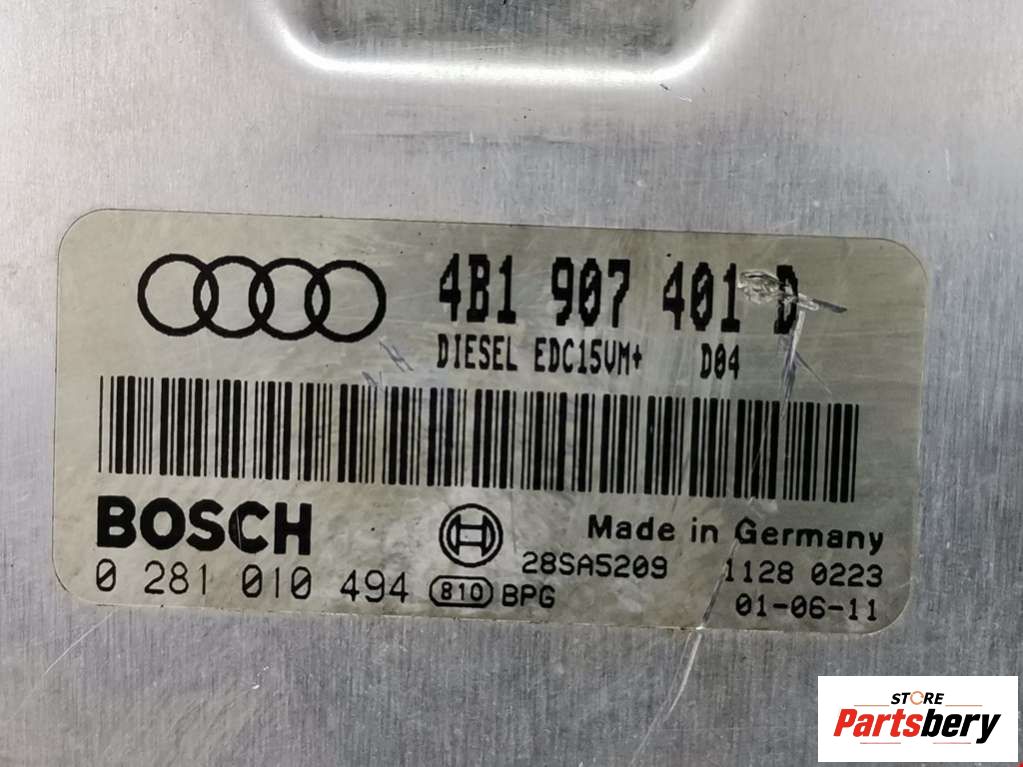 4B1 907 401 D
DIESEL EDC15VM+ D04
BOSCH
Made in Germany
28SA5209 1128 0223
0 281 010 494 810 BPG
01-06-11
STORE
Partsbery